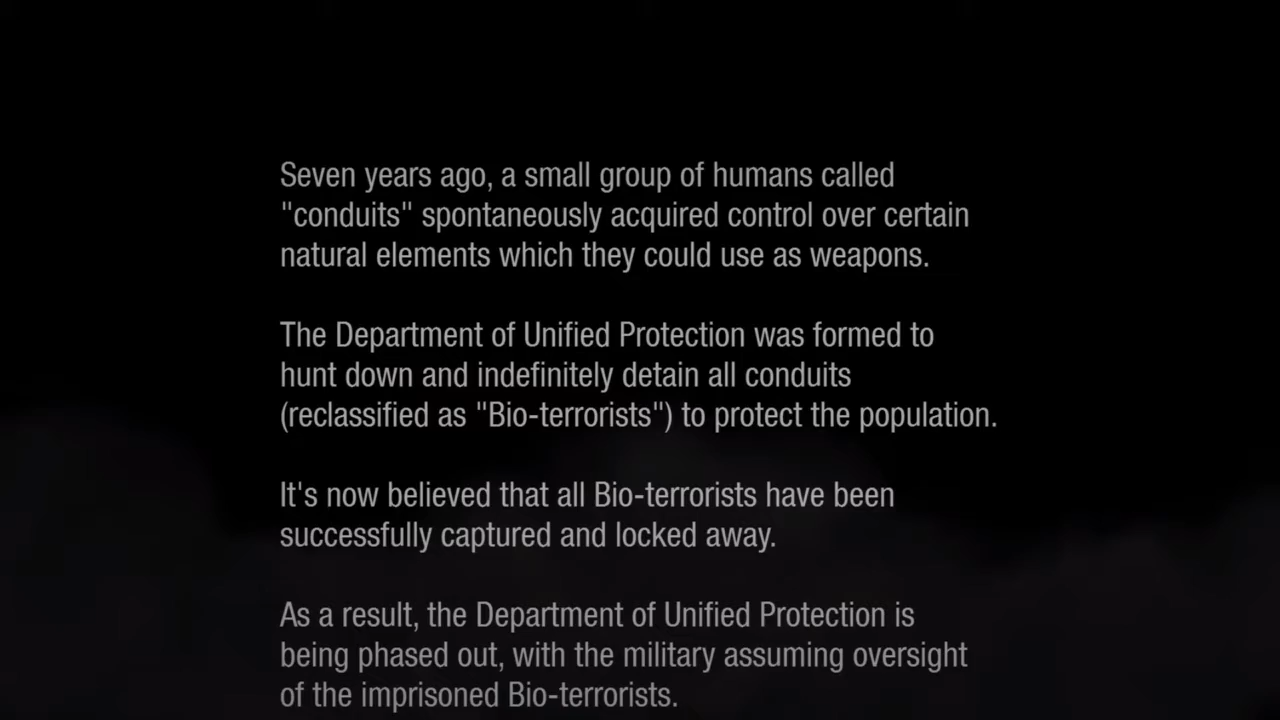 Seven years ago, a small group of humans called
"conduits" spontaneously acquired control over certain
natural elements which they could use as weapons.
The Department of Unified Protection was formed to
hunt down and indefinitely detain all conduits
(reclassified as "Bio-terrorists") to protect the population.
It's now believed that all Bio-terrorists have been
successfully captured and locked away.
As a result, the Department of Unified Protection is
being phased out, with the military assuming oversight
of the imprisoned Bio-terrorists.